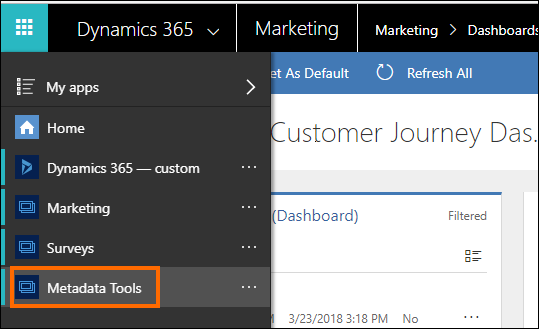 Dynamics 365 Marketing Marketing > Dashboards
My apps
et As Default Refresh All
Home
Customer Journey Das.
Dynamics 365 — custom ...
Marketing ...
(Dashboard) Filtered
Surveys ...
Metadata Tools ...
3/23/2018 3:18 PM No ...